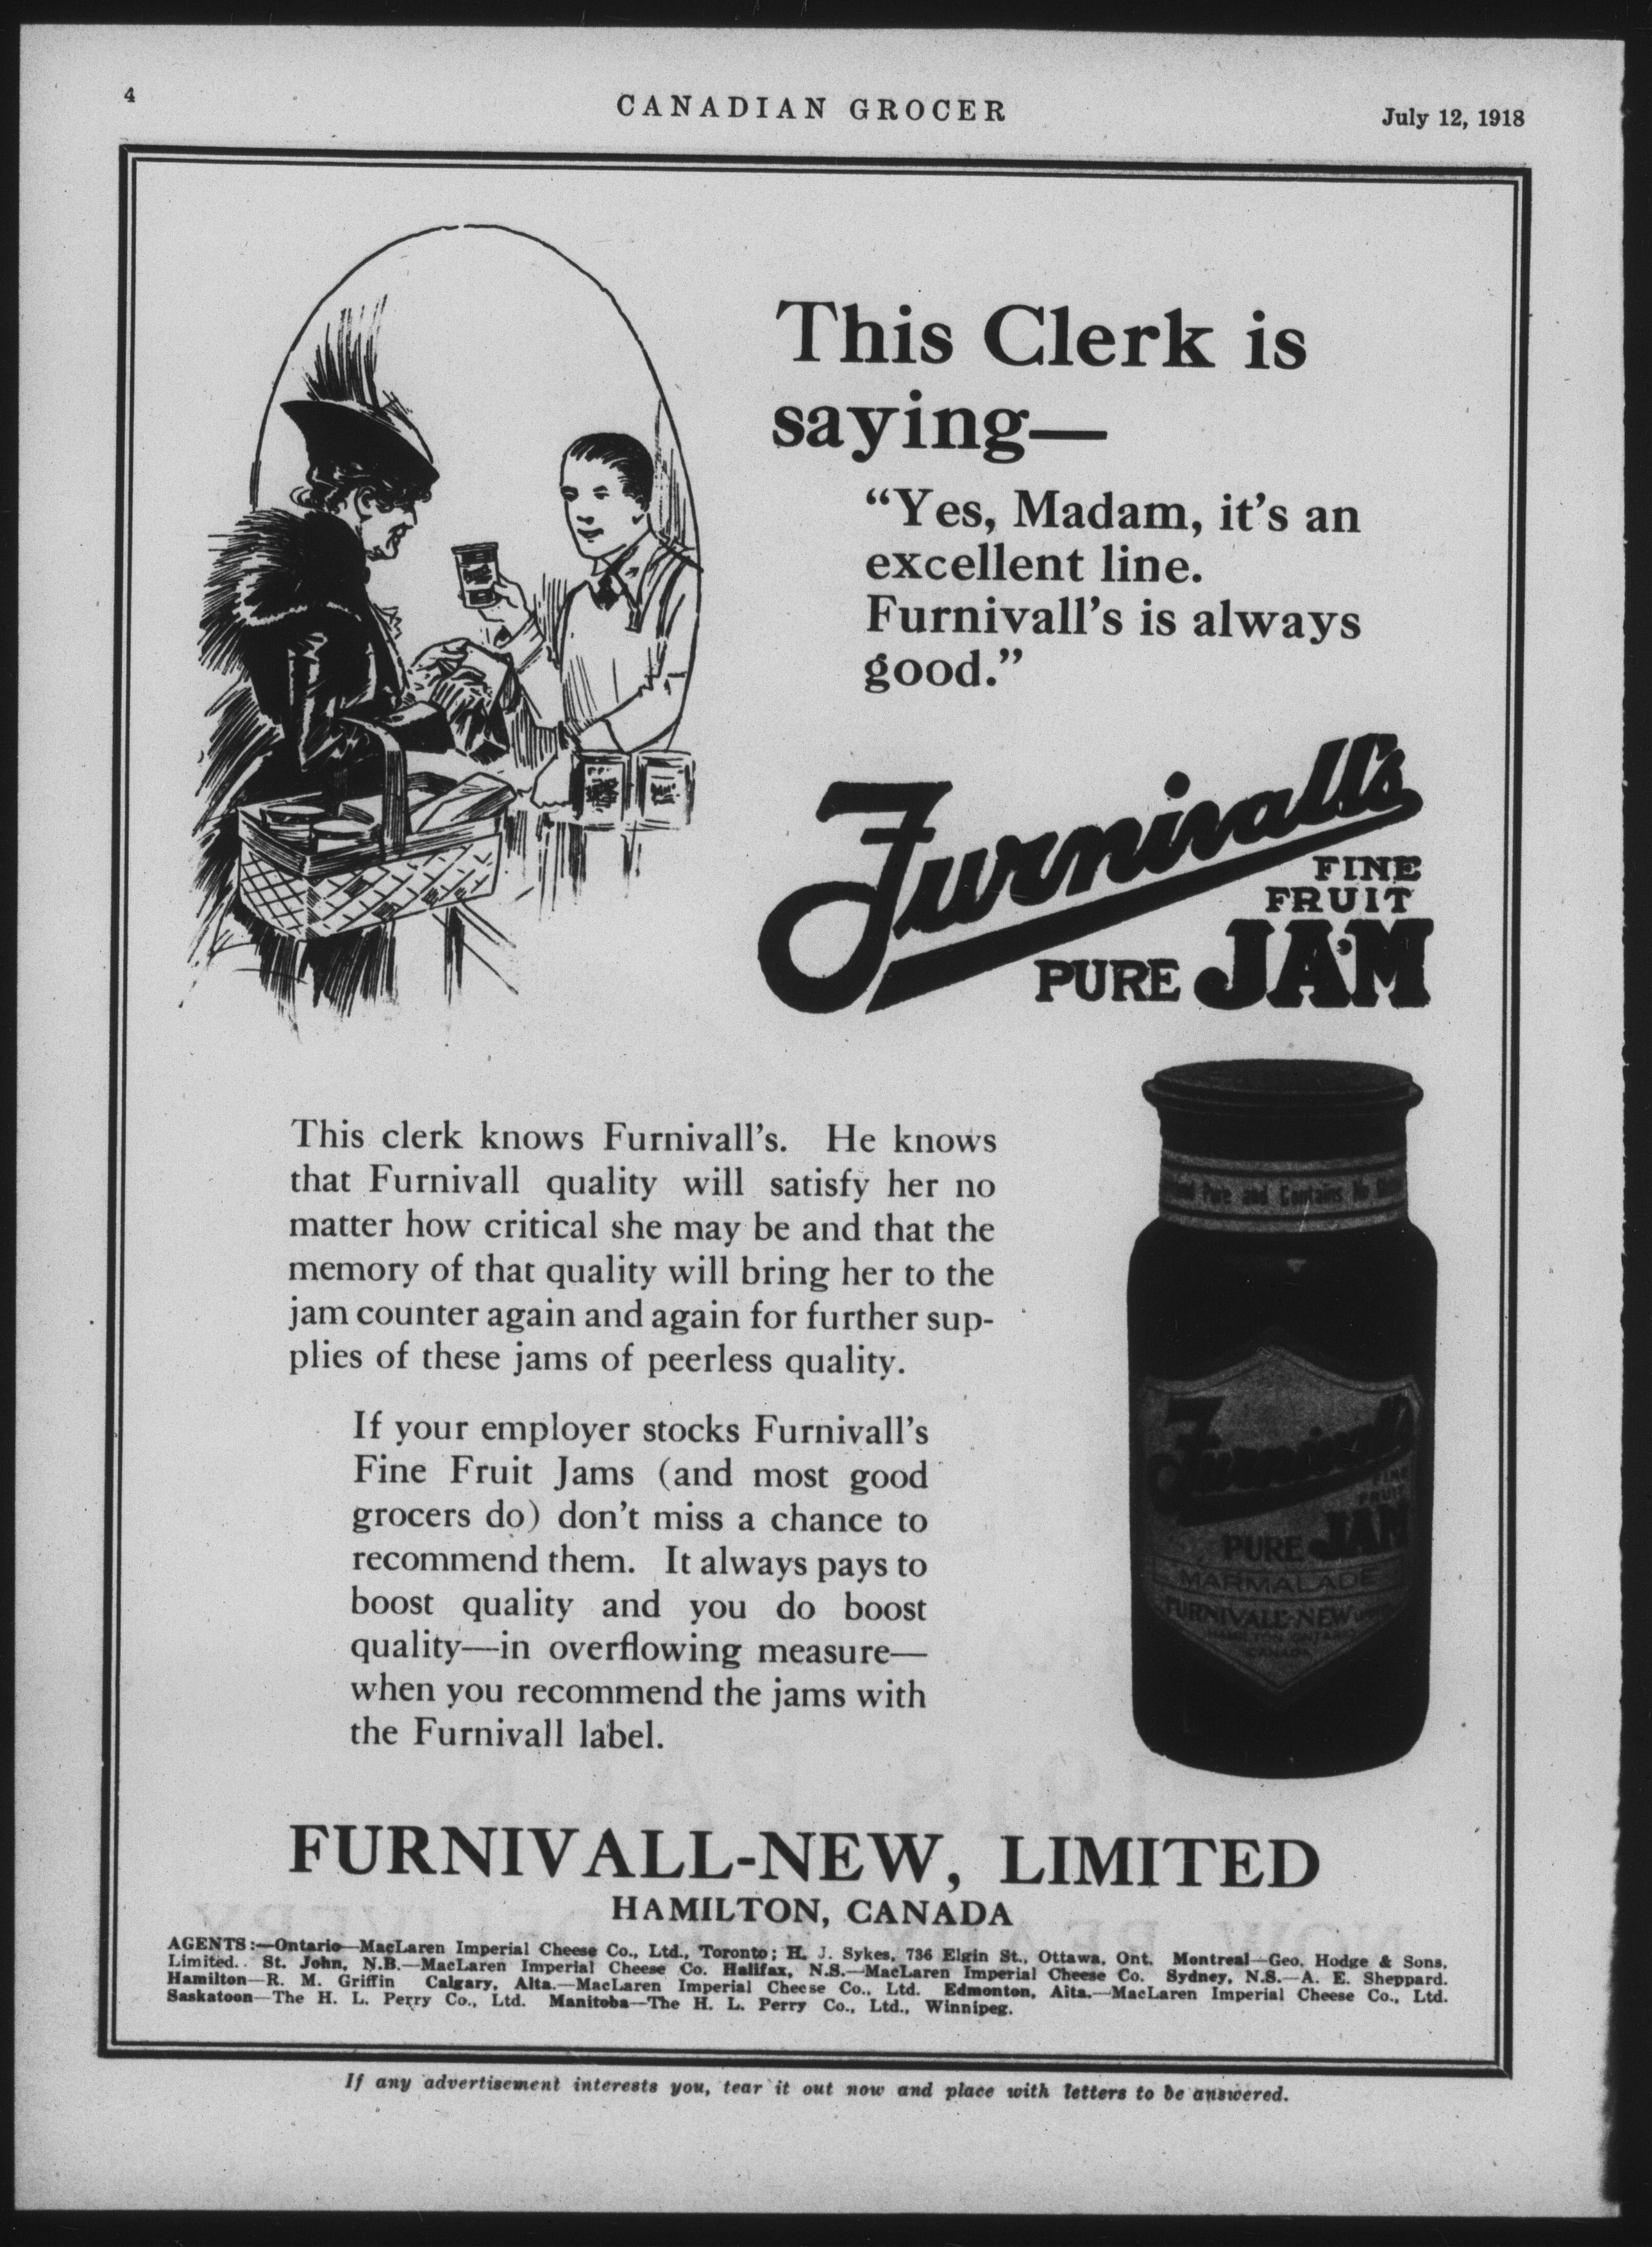 4
CANADIAN GROCER
July 12, 1918
This Clerk is
saying—
“Yes, Madam, it’s an
excellent line.
Furnivall’s is always
good.”
Furnivall's
FINE
FRUIT
PURE JAM
This clerk knows Furnivall’s. He knows
that Furnivall quality will satisfy her no
matter how critical she may be and that the
memory of that quality will bring her to the
jam counter again and again for further sup-
plies of these jams of peerless quality.
If your employer stocks Furnivall’s
Fine Fruit Jams (and most good
grocers do) don’t miss a chance to
recommend them. It always pays to
boost quality and you do boost
quality—in overflowing measure—
when you recommend the jams with
the Furnivall label.
Pure and Contains No
Furnivall's
FINE
FRUIT
PURE JAM
MARMALADE
FURNIVALL-NEW
HAMILTON ONTARIO
CANADA
FURNIVALL-NEW, LIMITED
HAMILTON, CANADA
AGENTS:—Ontario—MacLaren Imperial Cheese Co., Ltd., Toronto; H. J. Sykes, 736 Elgin St., Ottawa, Ont. Montreal—Geo. Hodge & Sons,
Limited. St. John, N.B.—MacLaren Imperial Cheese Co. Halifax, N.S.—MacLaren Imperial Cheese Co. Sydney, N.S.—A. E. Sheppard.
Hamilton—R. M. Griffin Calgary, Alta.—MacLaren Imperial Cheese Co., Ltd. Edmonton, Alta.—MacLaren Imperial Cheese Co., Ltd.
Saskatoon—The H. L. Perry Co., Ltd. Manitoba—The H. L. Perry Co., Ltd., Winnipeg.
If any advertisement interests you, tear it out now and place with letters to be answered.